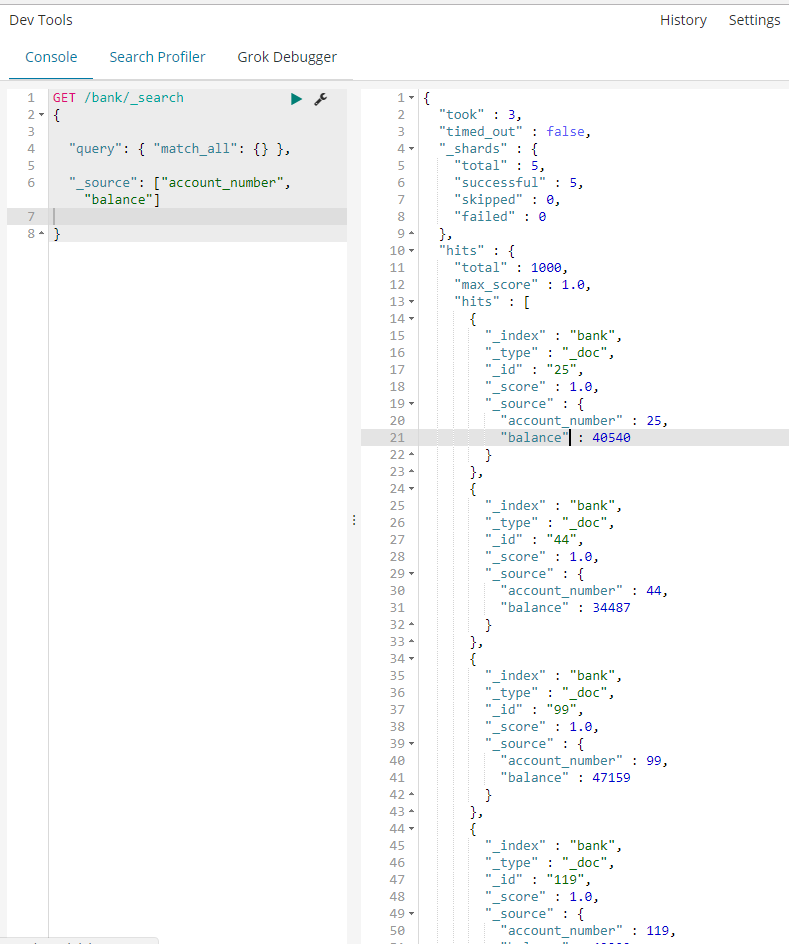 Dev Tools
History Settings
Console Search Profiler Grok Debugger
1 GET /bank/_search
2 {
3
4 "query": { "match_all": {} },
5
6 "_source": ["account_number",
"balance"]
7
8 }
1 {
2 "took" : 3,
3 "timed_out" : false,
4 "_shards" : {
5 "total" : 5,
6 "successful" : 5,
7 "skipped" : 0,
8 "failed" : 0
9 },
10 "hits" : {
11 "total" : 1000,
12 "max_score" : 1.0,
13 "hits" : [
14 {
15 "_index" : "bank",
16 "_type" : "_doc",
17 "_id" : "25",
18 "_score" : 1.0,
19 "_source" : {
20 "account_number" : 25,
21 "balance" : 40540
22 }
23 },
24 {
25 "_index" : "bank",
26 "_type" : "_doc",
27 "_id" : "44",
28 "_score" : 1.0,
29 "_source" : {
30 "account_number" : 44,
31 "balance" : 34487
32 }
33 },
34 {
35 "_index" : "bank",
36 "_type" : "_doc",
37 "_id" : "99",
38 "_score" : 1.0,
39 "_source" : {
40 "account_number" : 99,
41 "balance" : 47159
42 }
43 },
44 {
45 "_index" : "bank",
46 "_type" : "_doc",
47 "_id" : "119",
48 "_score" : 1.0,
49 "_source" : {
50 "account_number" : 119,